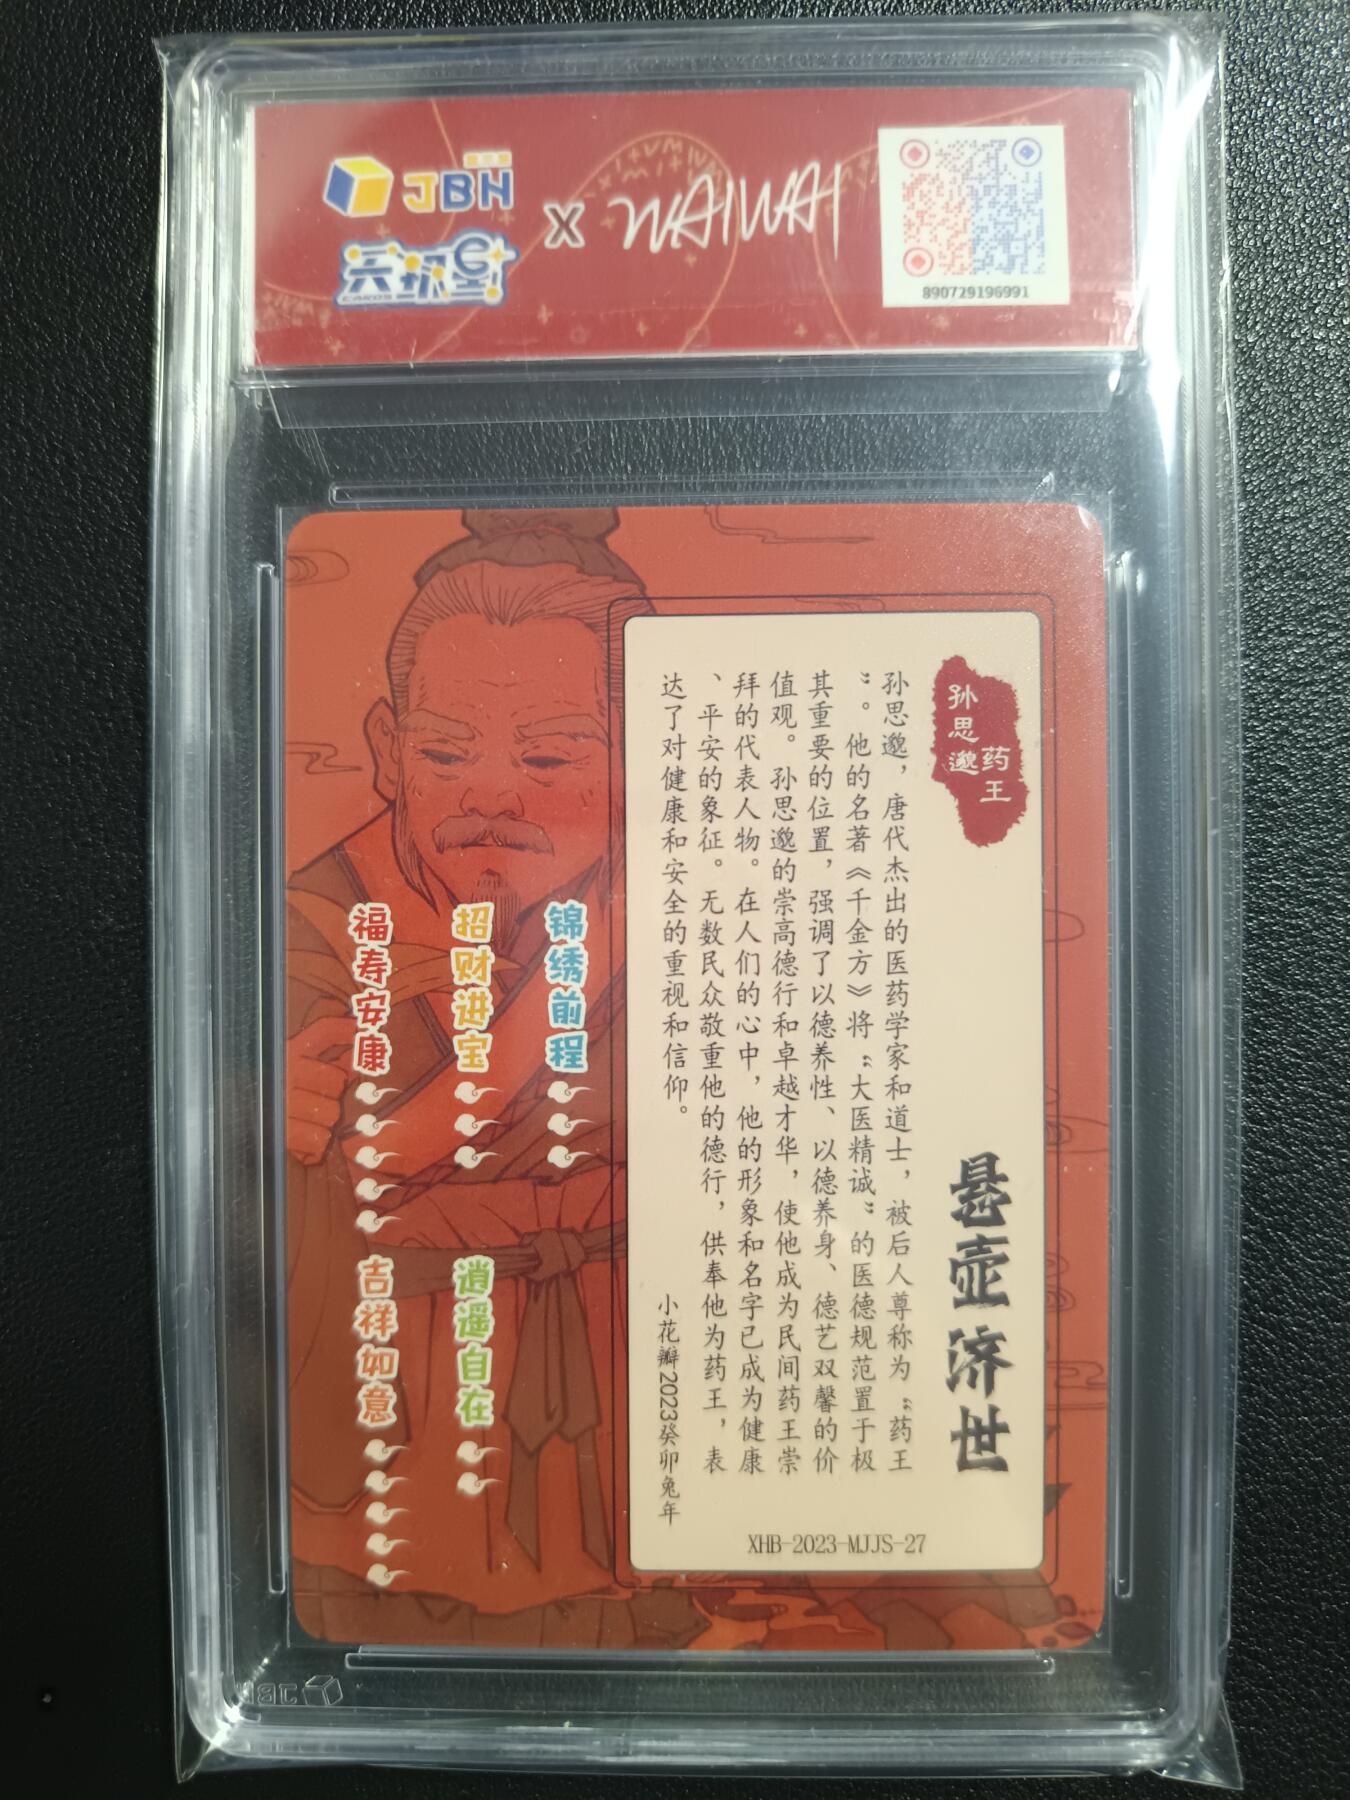 JBH
天机星
CARDS
X
WAIWAI
890729196991
药王
孙思邈
悬壶济世
孙思邈，唐代杰出的医药学家和道士，被后人尊称为“药王
”。他的名著《千金方》将“大医精诚”的医德规范置于极
其重要的位置，强调了以德养性、以德养身、德艺双馨的价
值观。孙思邈的崇高德行和卓越才华，使他成为民间药王崇
拜的代表人物。在人们的心中，他的形象和名字已成为健康
、平安的象征。无数民众敬重他的德行，供奉他为药王，表
达了对健康和安全的重视和信仰。
小花瓣2023癸卯兔年
XHB-2023-MJJS-27
锦绣前程
招财进宝
逍遥自在
福寿安康
吉祥如意
JBH